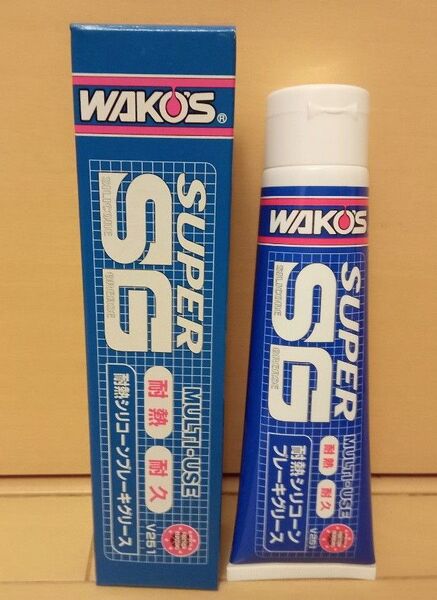 WAKO'S®
SUPER
SILICONE
SG
GREASE
MULTI-USE
耐熱 耐久
耐熱シリコーンブレーキグリース
V251
WAKO'S
SUPER
SILICONE
SG
GREASE
MULTI-USE
耐熱 耐久
耐熱シリコーン
ブレーキグリース
V251